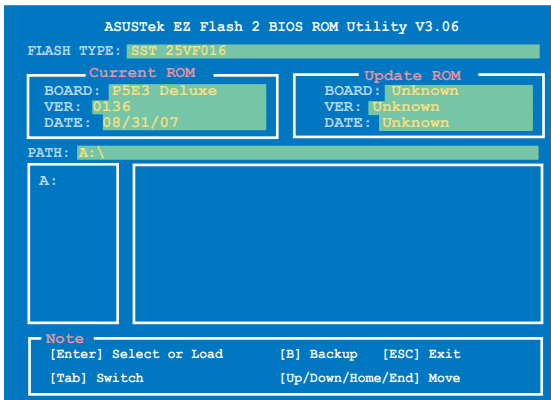 ASUSTek EZ Flash 2 BIOS ROM Utility V3.06
FLASH TYPE: SST 25VF016
Current ROM
BOARD: P5E3 Deluxe
VER: 0136
DATE: 08/31/07
Update ROM
BOARD: Unknown
VER: Unknown
DATE: Unknown
PATH: A:\
A:
Note
[Enter] Select or Load [B] Backup [ESC] Exit
[Tab] Switch [Up/Down/Home/End] Move